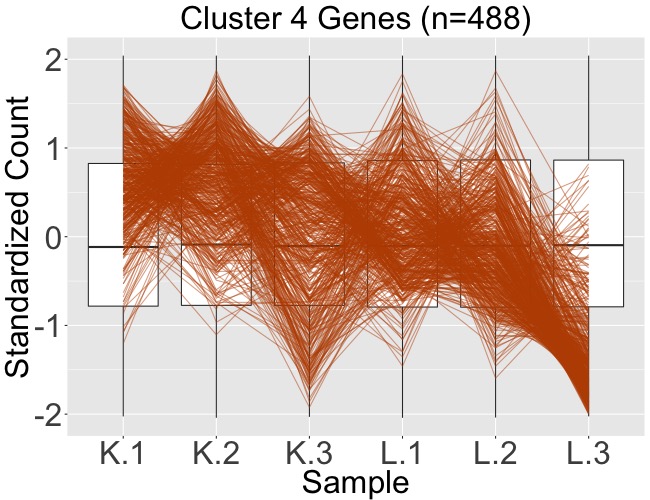 Cluster 4 Genes (n=488)
Standardized Count
2
1
0
-1
-2
K.1 K.2 K.3 L.1 L.2 L.3
Sample